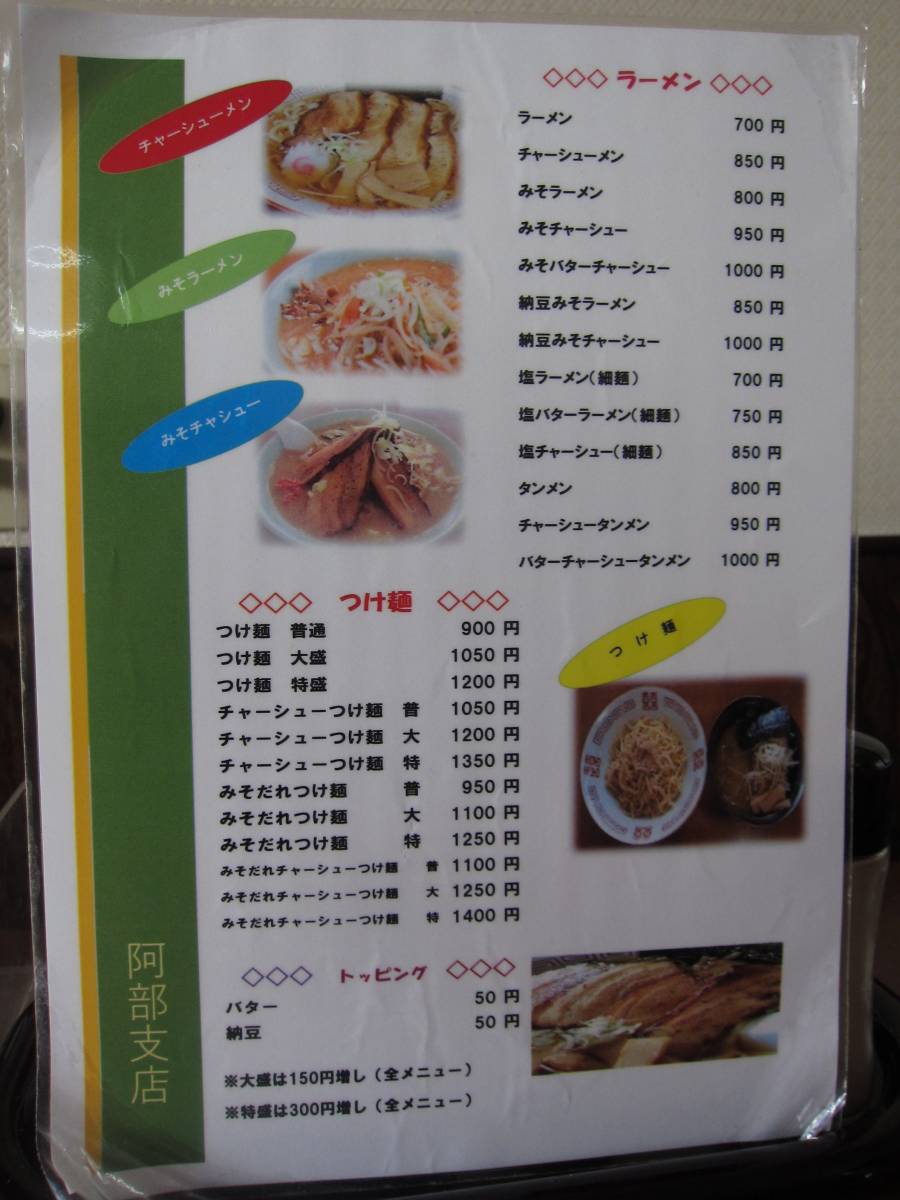 チャーシューメン
みそラーメン
みそチャシュー
◇◇◇ ラーメン ◇◇◇
ラーメン 700 円
チャーシューメン 850 円
みそラーメン 800 円
みそチャーシュー 950 円
みそバターチャーシュー 1000 円
納豆みそラーメン 850 円
納豆みそチャーシュー 1000 円
塩ラーメン(細麺) 700 円
塩バターラーメン(細麺) 750 円
塩チャーシュー(細麺) 850 円
タンメン 800 円
チャーシュータンメン 950 円
バターチャーシュータンメン 1000 円
◇◇◇ つけ麺 ◇◇◇
つけ麺 普通 900 円
つけ麺 大盛 1050 円
つけ麺 特盛 1200 円
チャーシューつけ麺 普 1050 円
チャーシューつけ麺 大 1200 円
チャーシューつけ麺 特 1350 円
みそだれつけ麺 普 950 円
みそだれつけ麺 大 1100 円
みそだれつけ麺 特 1250 円
みそだれチャーシューつけ麺 普 1100 円
みそだれチャーシューつけ麺 大 1250 円
みそだれチャーシューつけ麺 特 1400 円
つけ麺
◇◇◇ トッピング ◇◇◇
バター 50 円
納豆 50 円
※大盛は150円増し(全メニュー)
※特盛は300円増し(全メニュー)
阿部支店